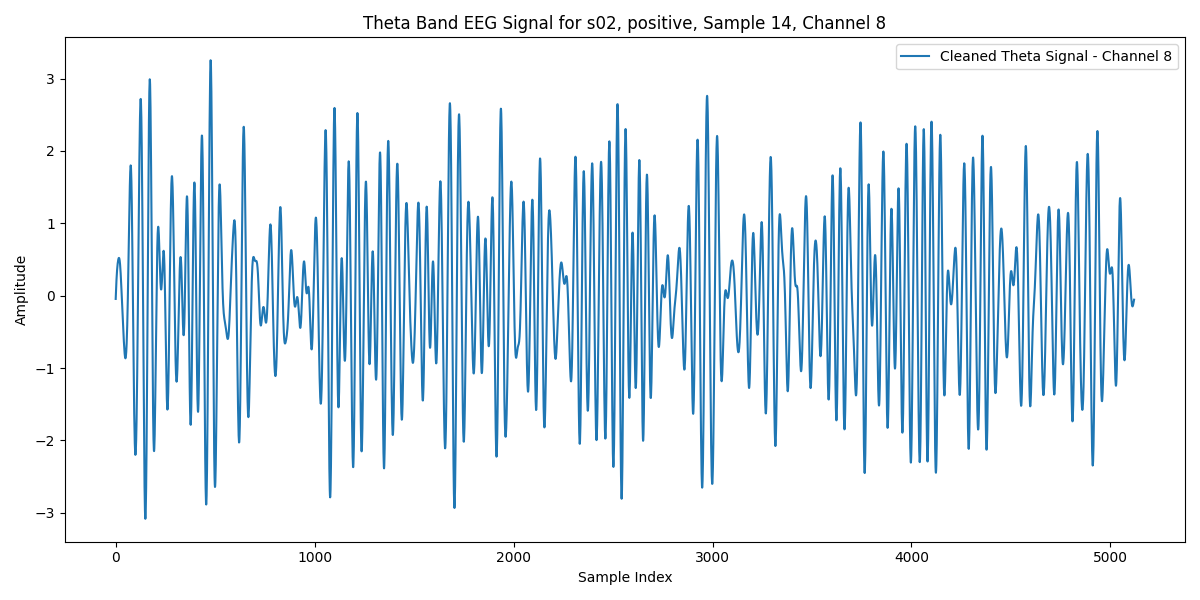 Theta Band EEG Signal for s02, positive, Sample 14, Channel 8
Cleaned Theta Signal - Channel 8
Amplitude
3
2
1
0
−1
−2
−3
0 1000 2000 3000 4000 5000
Sample Index